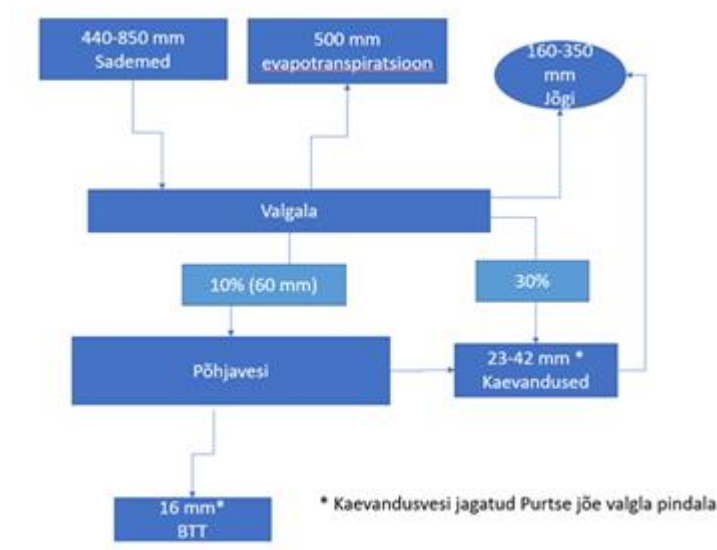 440-850 mm
Sademed
500 mm
evapotranspiratsioon
160-350
mm
Jõgi
Valgala
10% (60 mm)
30%
Põhjavesi
23-42 mm *
Kaevandused
16 mm*
BTT
* Kaevandusvesi jagatud Purtse jõe valgla pindala